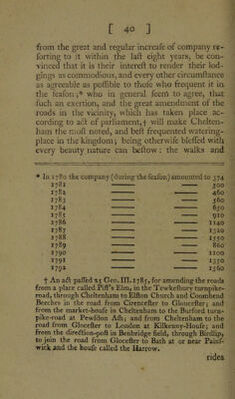 [ 40 ]
from the great and regular increaſe of company re-
ſorting to it within the laſt eight years, be con-
vinced that it is their intereſt to render their lod-
gings as commodious, and every other circumſtance
as agreeable as poſſible to thoſe who frequent it in
the ſeaſon;* who in general ſeem to agree, that
ſuch an exertion, and the great amendment of the
roads in the vicinity, which has taken place ac-
cording to act of parliament,† will make Chelten-
ham the moſt noted, and beſt frequented watering-
place in the kingdom; being otherwiſe bleſſed with
every beauty nature can beſtow: the walks and
* In 1780 the company (during the ſeaſon) amounted to 374
1781 — 500
1782 — 460
1783 — 560
1784 — 650
1785 — 910
1786 — 1140
1787 — 1320
1788 — 1550
1789 — 860
1790 — 1100
1791 — 1350
1792 — 1560
† An act paſſed 25 Geo. III. 1785, for amending the roads
from a place called Piff's Elm, in the Tewkeſbury turnpike-
road, through Cheltenham to Elſton Church and Coombend
Beeches in the road from Cirenceſter to Glouceſter; and
from the market-houſe in Cheltenham to the Burford turn-
pike-road at Pewſdon Aſh; and from Cheltenham to the
road from Gloceſter to London at Kilkenny-Houſe; and
from the direction-poſt in Bembridge field, through Birdlip,
to join the road from Gloceſter to Bath at or near Painſ-
wick and the houſe called the Harrow.
rides